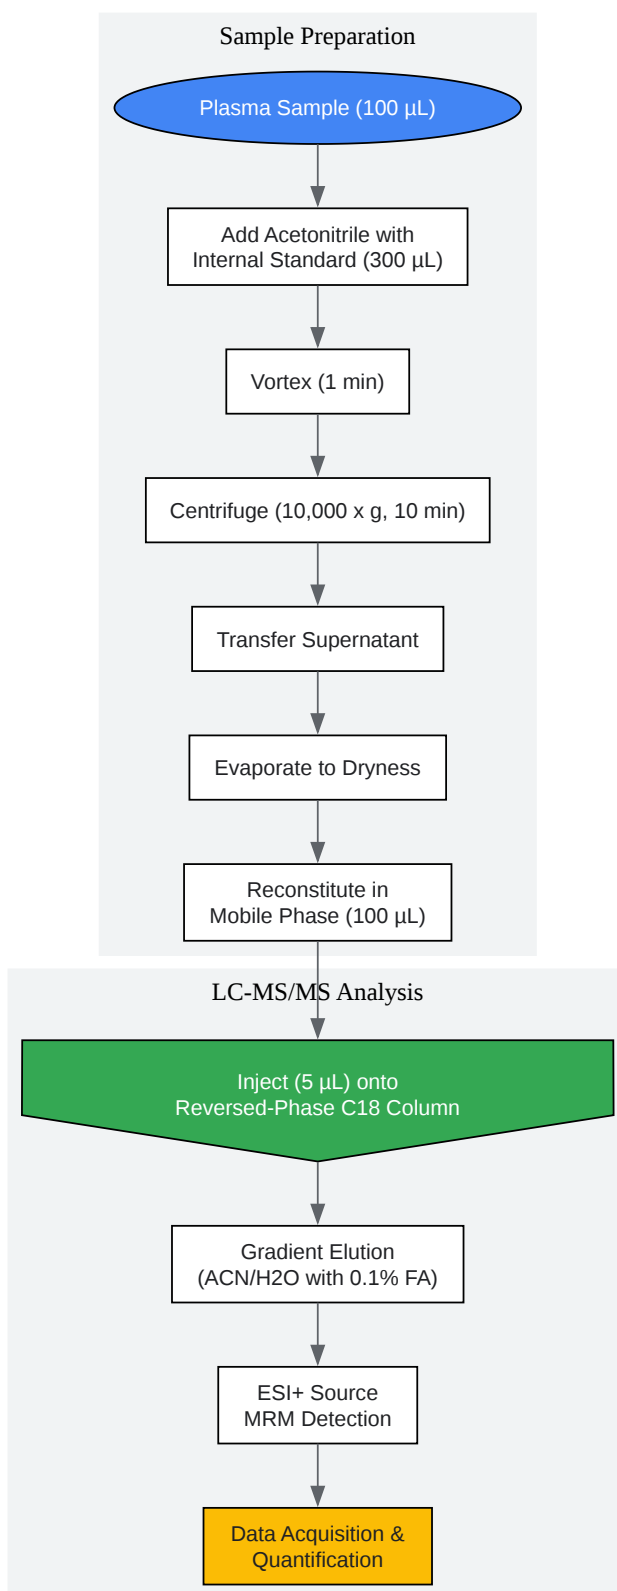 Sample Preparation
Plasma Sample (100 µL)
Add Acetonitrile with
Internal Standard (300 µL)
Vortex (1 min)
Centrifuge (10,000 x g, 10 min)
Transfer Supernatant
Evaporate to Dryness
Reconstitute in
Mobile Phase (100 µL)
LC-MS/MS Analysis
Inject (5 µL) onto
Reversed-Phase C18 Column
Gradient Elution
(ACN/H2O with 0.1% FA)
ESI+ Source
MRM Detection
Data Acquisition &
Quantification